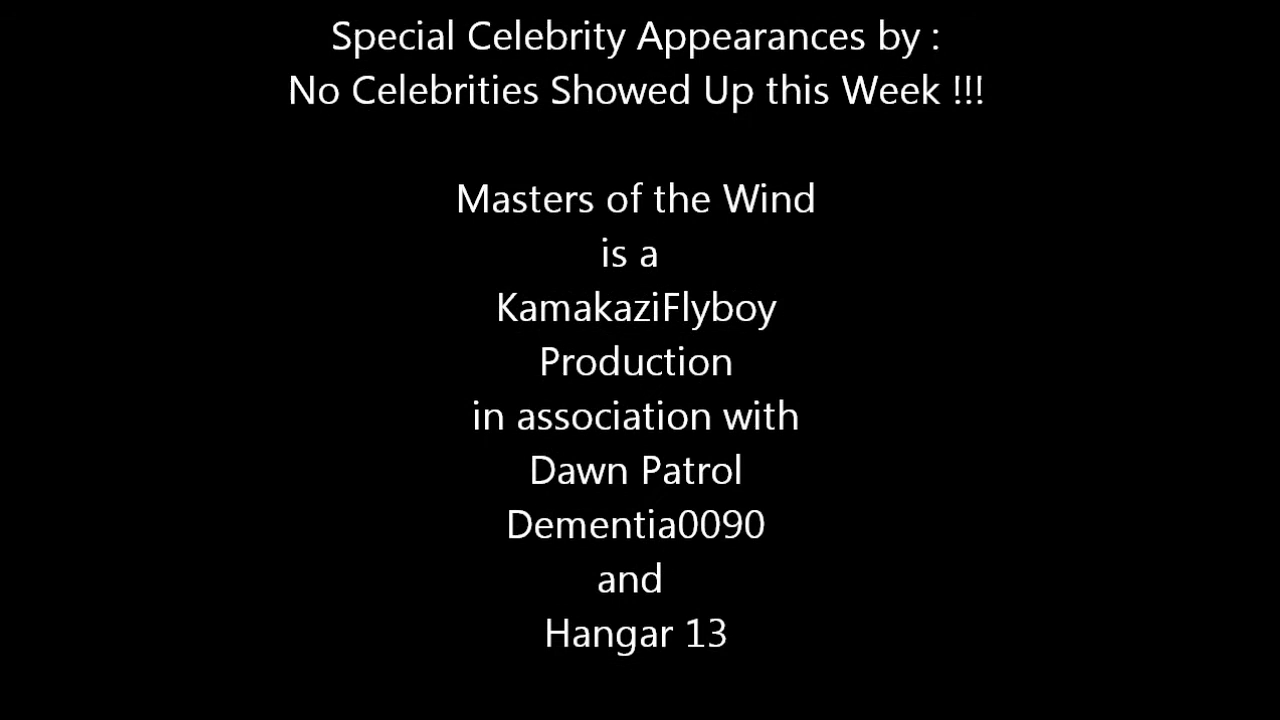 Special Celebrity Appearances by :
No Celebrities Showed Up this Week !!!
Masters of the Wind
is a
KamakaziFlyboy
Production
in association with
Dawn Patrol
Dementia0090
and
Hangar 13